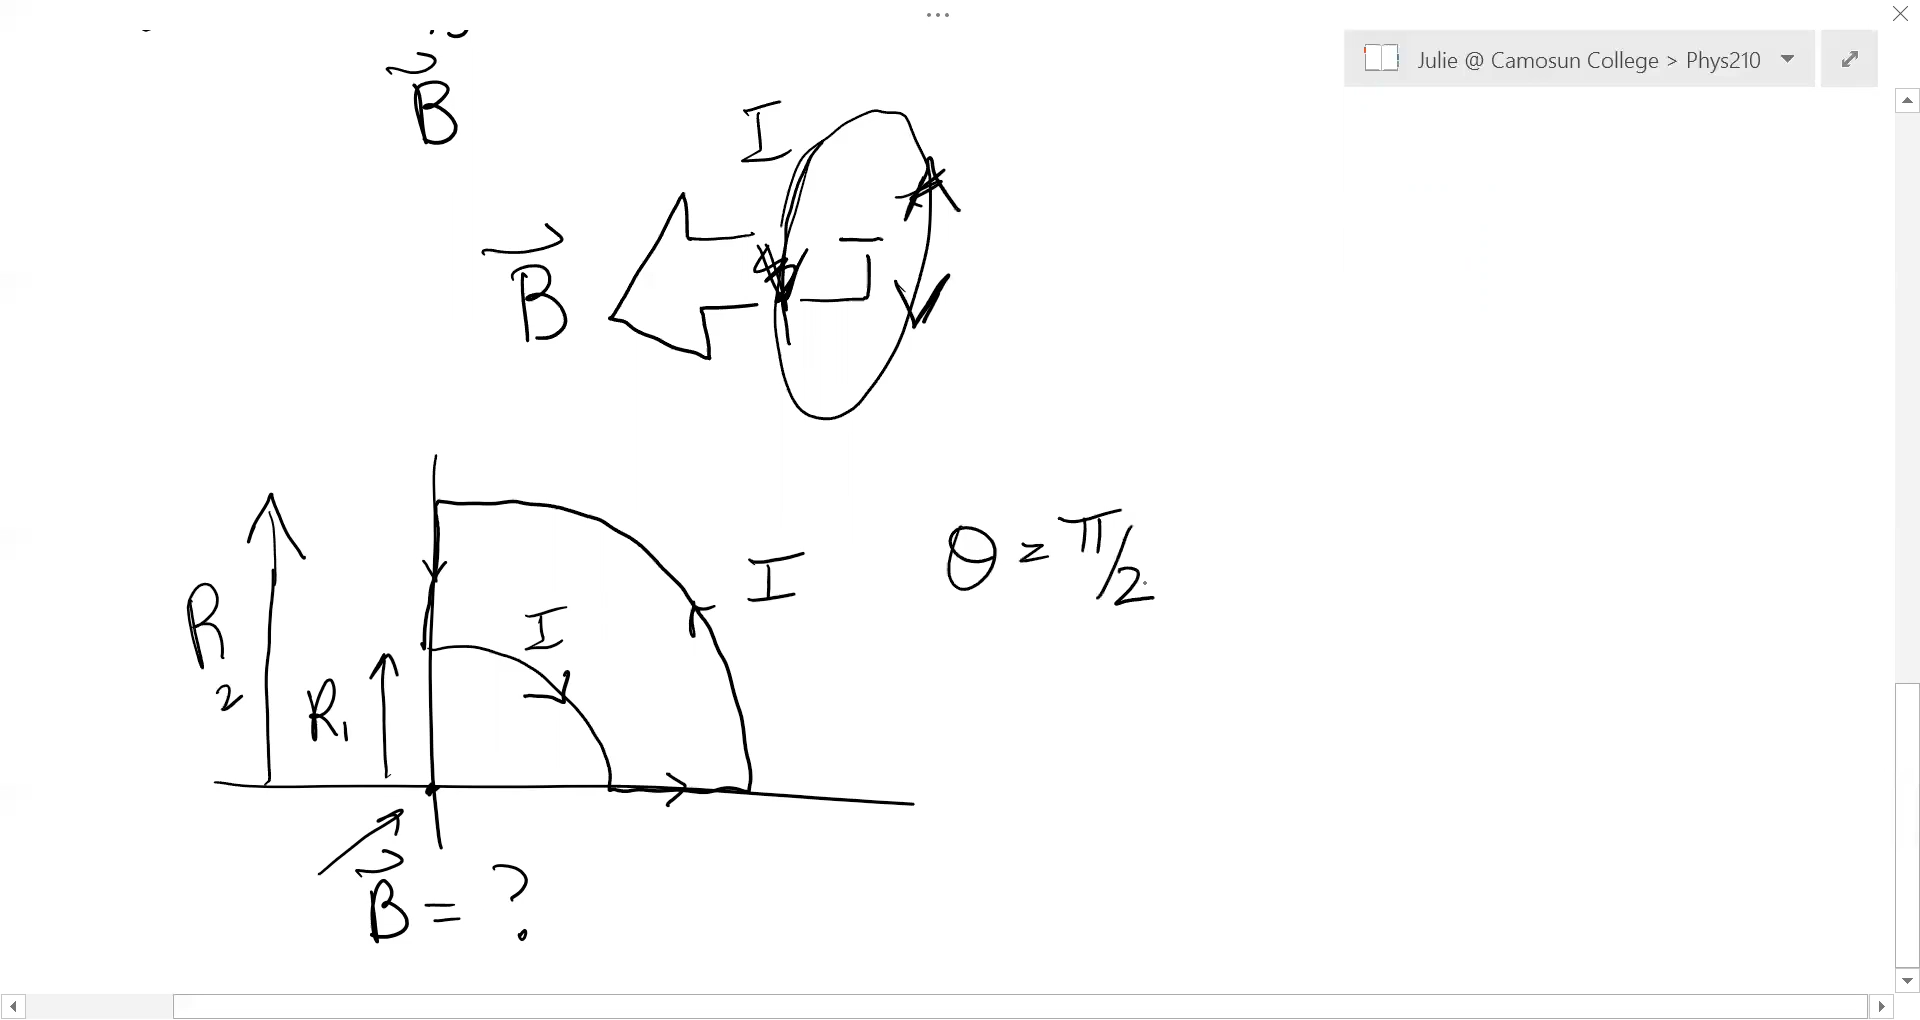 Julie @ Camosun College > Phys210
B
I
B
I
θ = π/2
R2
I
R1
B = ?